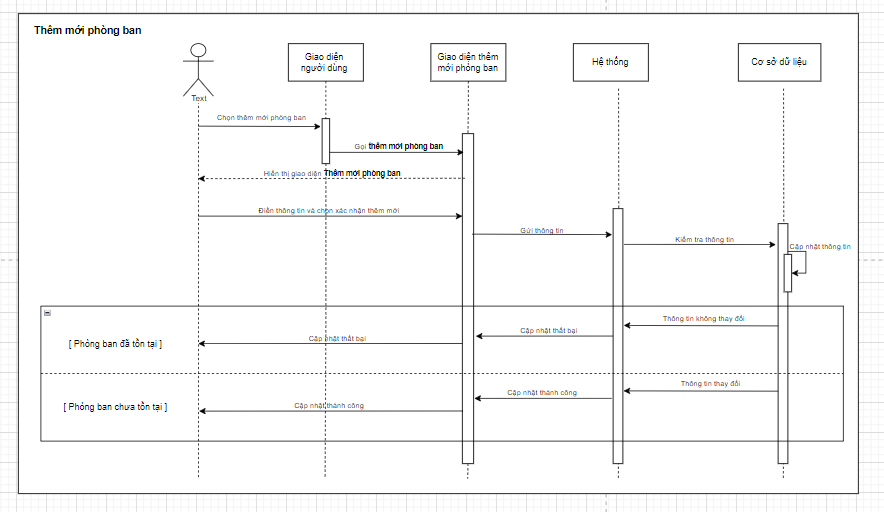 Thêm mới phòng ban
Giao diện
người dùng
Giao diện thêm
mới phòng ban
Hệ thống
Cơ sở dữ liệu
Text
Chọn thêm mới phòng ban
Gọi thêm mới phòng ban
Hiển thị giao diện Thêm mới phòng ban
Điền thông tin và chọn xác nhận thêm mới
Gửi thông tin
Kiểm tra thông tin
Cập nhật thông tin
Thông tin không thay đổi
Cập nhật thất bại
Cập nhật thất bại
[ Phòng ban đã tồn tại ]
Thông tin thay đổi
Cập nhật thành công
Cập nhật thành công
[ Phòng ban chưa tồn tại ]